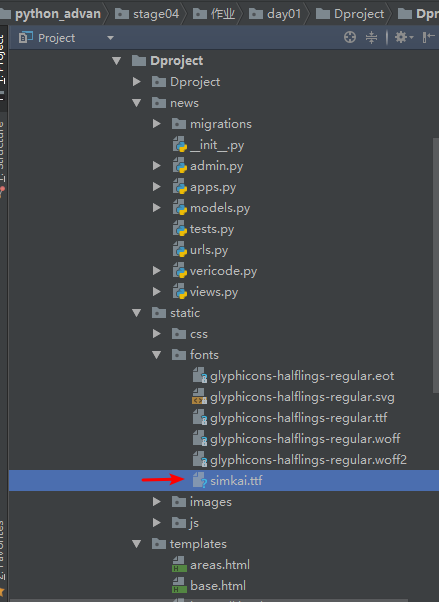 python_advan stage04 作业 day01 Dproject Dp
Project
1: Project
Dproject
Dproject
news
migrations
__init__.py
admin.py
apps.py
models.py
tests.py
urls.py
vericode.py
views.py
static
css
fonts
glyphicons-halflings-regular.eot
glyphicons-halflings-regular.svg
glyphicons-halflings-regular.ttf
glyphicons-halflings-regular.woff
glyphicons-halflings-regular.woff2
simkai.ttf
images
js
templates
areas.html
base.html